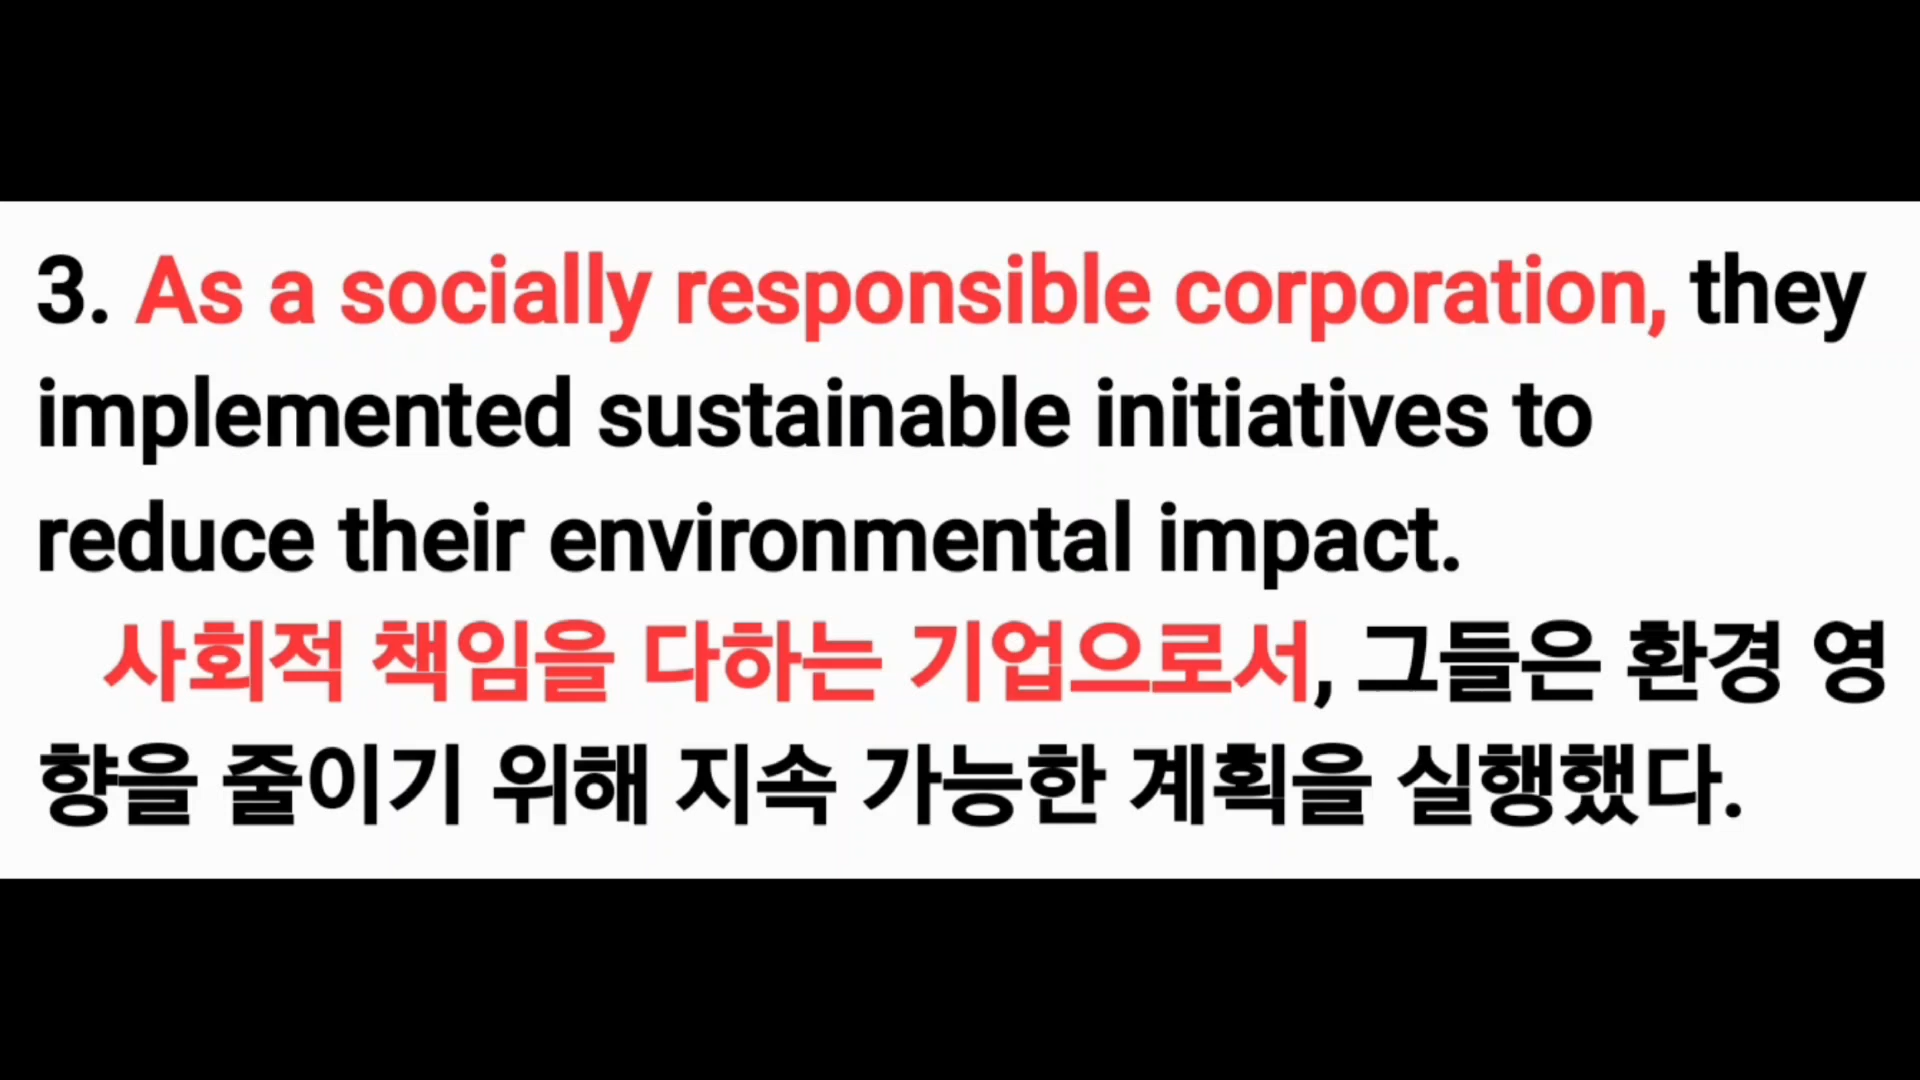 3. As a socially responsible corporation, they
implemented sustainable initiatives to
reduce their environmental impact.
사회적 책임을 다하는 기업으로서, 그들은 환경 영
향을 줄이기 위해 지속 가능한 계획을 실행했다.